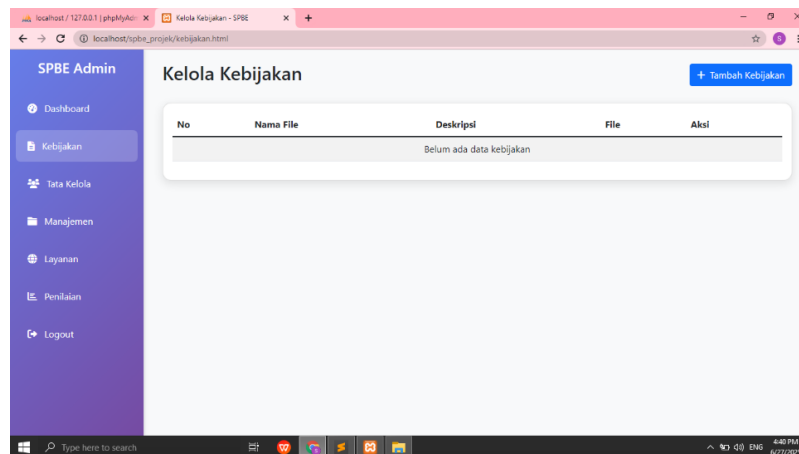 localhost / 127.0.0.1 | phpMyAdr
Kelola Kebijakan - SPBE
localhost/spbe_projek/kebijakan.html
S
SPBE Admin
Kelola Kebijakan
+ Tambah Kebijakan
Dashboard
Kebijakan
Tata Kelola
Manajemen
Layanan
Penilaian
Logout
No Nama File Deskripsi File Aksi
Belum ada data kebijakan
Type here to search
ENG
4:40 PM